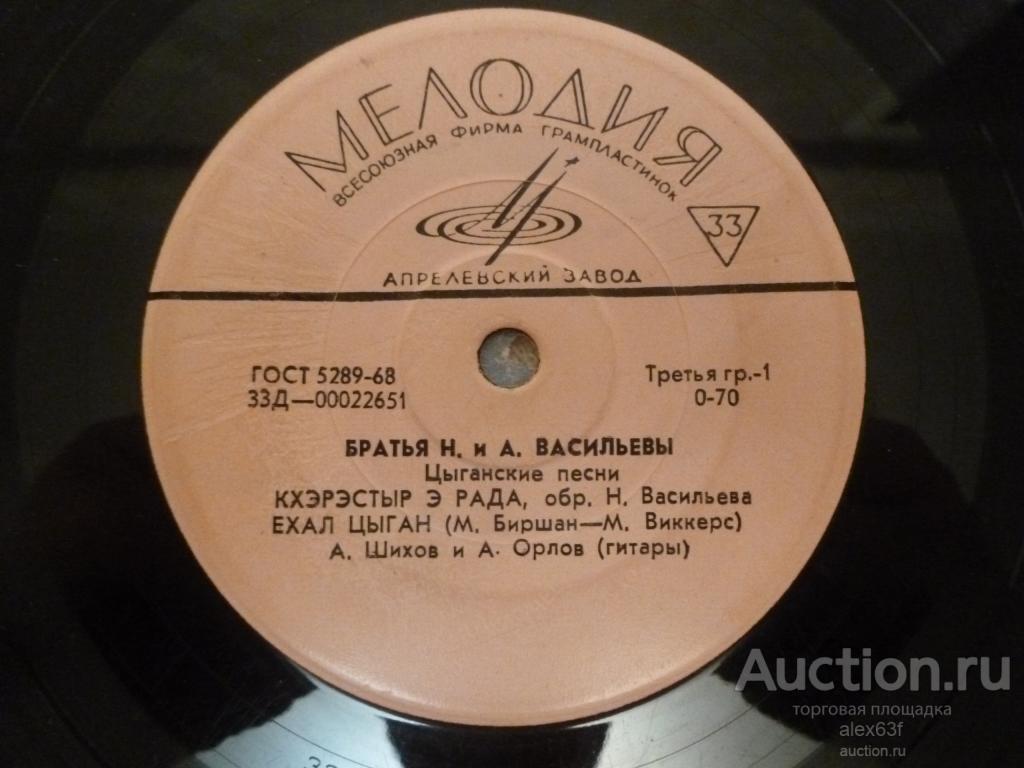 МЕЛОДИЯ
ВСЕСОЮЗНАЯ ФИРМА ГРАМПЛАСТИНОК
33
АПРЕЛЕВСКИЙ ЗАВОД
ГОСТ 5289-68
33Д—00022651
Третья гр.-1
0-70
БРАТЬЯ Н. и А. ВАСИЛЬЕВЫ
Цыганские песни
КХЭРЭСТЫР Э РАДА, обр. Н. Васильева
ЕХАЛ ЦЫГАН (М. Биршан—М. Виккерс)
А. Шихов и А. Орлов (гитары)
Auction.ru
торговая площадка
alex63f
auction.ru